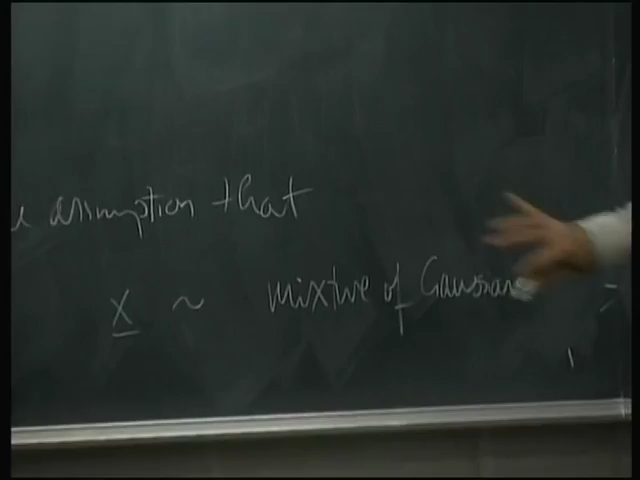 assumption that
x ~ mixture of Gaussians